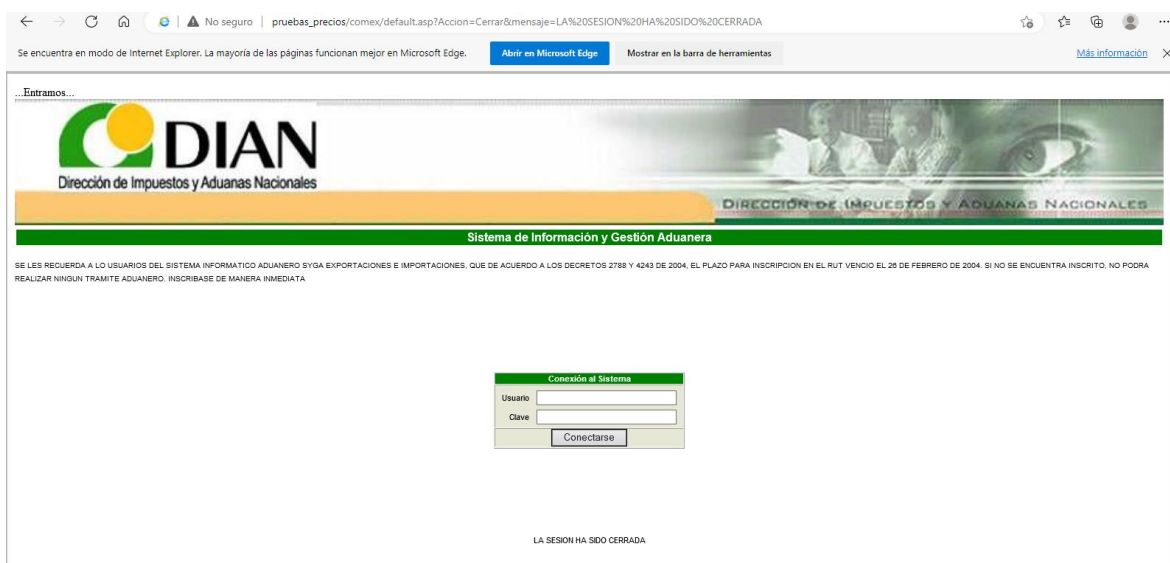 No seguro
pruebas_precios/comex/default.asp?Accion=Cerrar&mensaje=LA%20SESION%20HA%20SIDO%20CERRADA
Se encuentra en modo de Internet Explorer. La mayoría de las páginas funcionan mejor en Microsoft Edge.
Abrir en Microsoft Edge
Mostrar en la barra de herramientas
Más información
...Entramos...
DIAN
Dirección de Impuestos y Aduanas Nacionales
DIRECCIÓN DE IMPUESTOS Y ADUANAS NACIONALES
Sistema de Información y Gestión Aduanera
SE LES RECUERDA A LO USUARIOS DEL SISTEMA INFORMATICO ADUANERO SYGA EXPORTACIONES E IMPORTACIONES, QUE DE ACUERDO A LOS DECRETOS 2788 Y 4243 DE 2004, EL PLAZO PARA INSCRIPCION EN EL RUT VENCIO EL 26 DE FEBRERO DE 2004. SI NO SE ENCUENTRA INSCRITO, NO PODRA
REALIZAR NINGUN TRAMITE ADUANERO. INSCRIBASE DE MANERA INMEDIATA
Conexión al Sistema
Usuario
Clave
Conectarse
LA SESION HA SIDO CERRADA